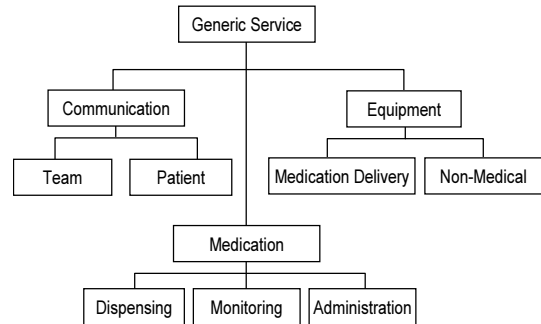 Generic Service
Communication
Equipment
Team
Patient
Medication Delivery
Non-Medical
Medication
Dispensing
Monitoring
Administration